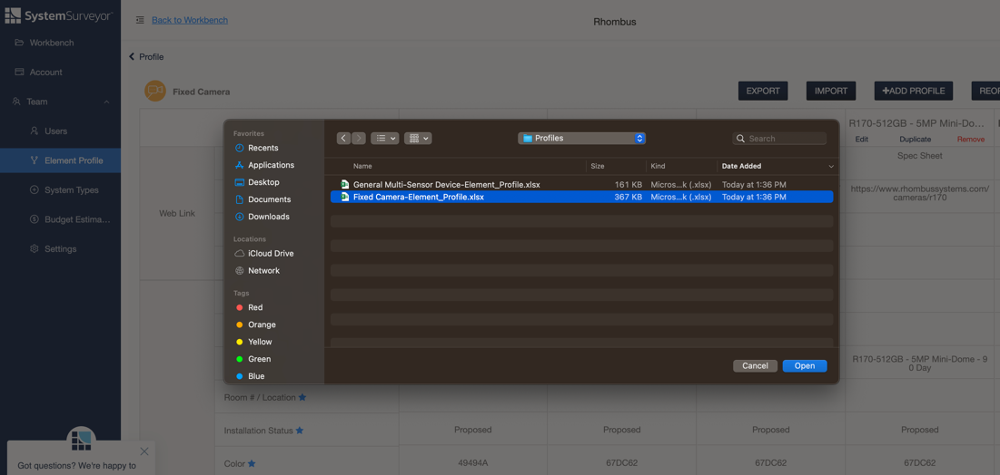 SystemSurveyor
Back to Workbench
Rhombus
Workbench
Account
Team
Users
Element Profile
System Types
Budget Estima...
Settings
Got questions? We're happy to
Profile
Fixed Camera
EXPORT
IMPORT
+ADD PROFILE
REOR
R170-512GB - 5MP Mini-Do...
Edit
Duplicate
Remove
Spec Sheet
Web Link
https://www.rhombussystems.com/
cameras/r170
Favorites
Recents
Applications
Desktop
Documents
Downloads
Locations
iCloud Drive
Network
Tags
Red
Orange
Yellow
Green
Blue
Profiles
Search
Name
Size
Kind
Date Added
General Multi-Sensor Device-Element_Profile.xlsx
161 KB
Micros...k (.xlsx)
Today at 1:36 PM
Fixed Camera-Element_Profile.xlsx
367 KB
Micros...k (.xlsx)
Today at 1:36 PM
Cancel
Open
R170-512GB - 5MP Mini-Dome - 9
0 Day
Room # / Location
Installation Status
Proposed
Proposed
Proposed
Proposed
Color
49494A
67DC62
67DC62
67DC62